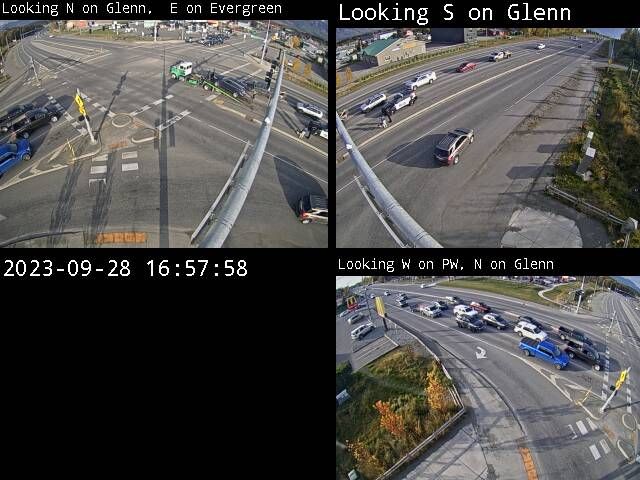 Looking N on Glenn, E on Evergreen
Looking S on Glenn
2023-09-28 16:57:58
Looking W on PW, N on Glenn